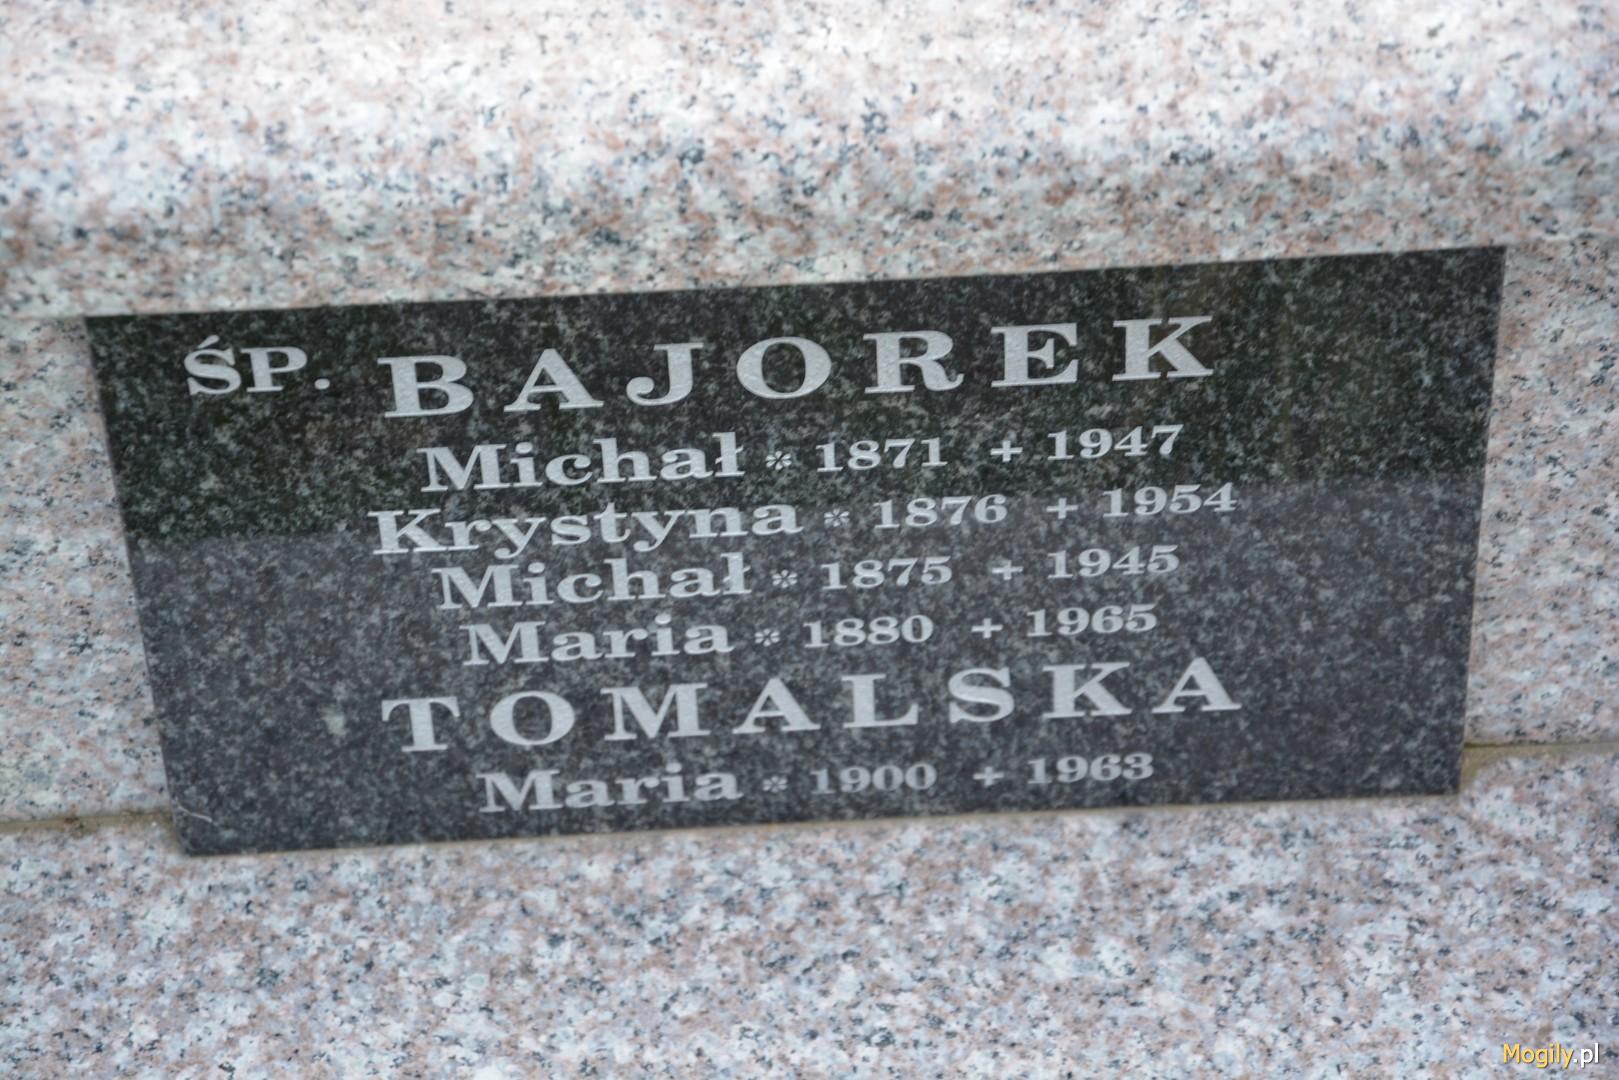 ŚP. BAJOREK
Michał * 1871 + 1947
Krystyna * 1876 + 1954
Michał * 1875 + 1945
Maria * 1880 + 1965
TOMALSKA
Maria * 1900 + 1963
Mogily.pl